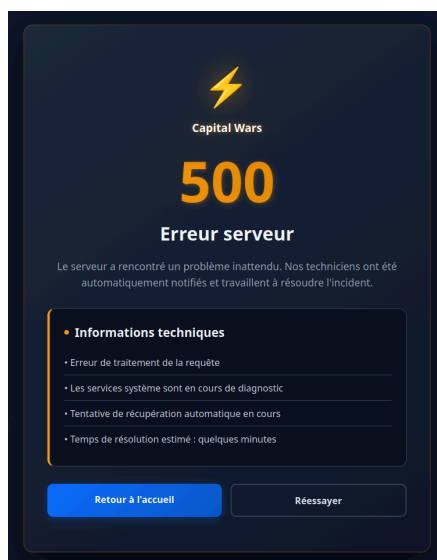 Capital Wars
500
Erreur serveur
Le serveur a rencontré un problème inattendu. Nos techniciens ont été
automatiquement notifiés et travaillent à résoudre l'incident.
Informations techniques
• Erreur de traitement de la requête
• Les services système sont en cours de diagnostic
• Tentative de récupération automatique en cours
• Temps de résolution estimé : quelques minutes
Retour à l'accueil
Réessayer